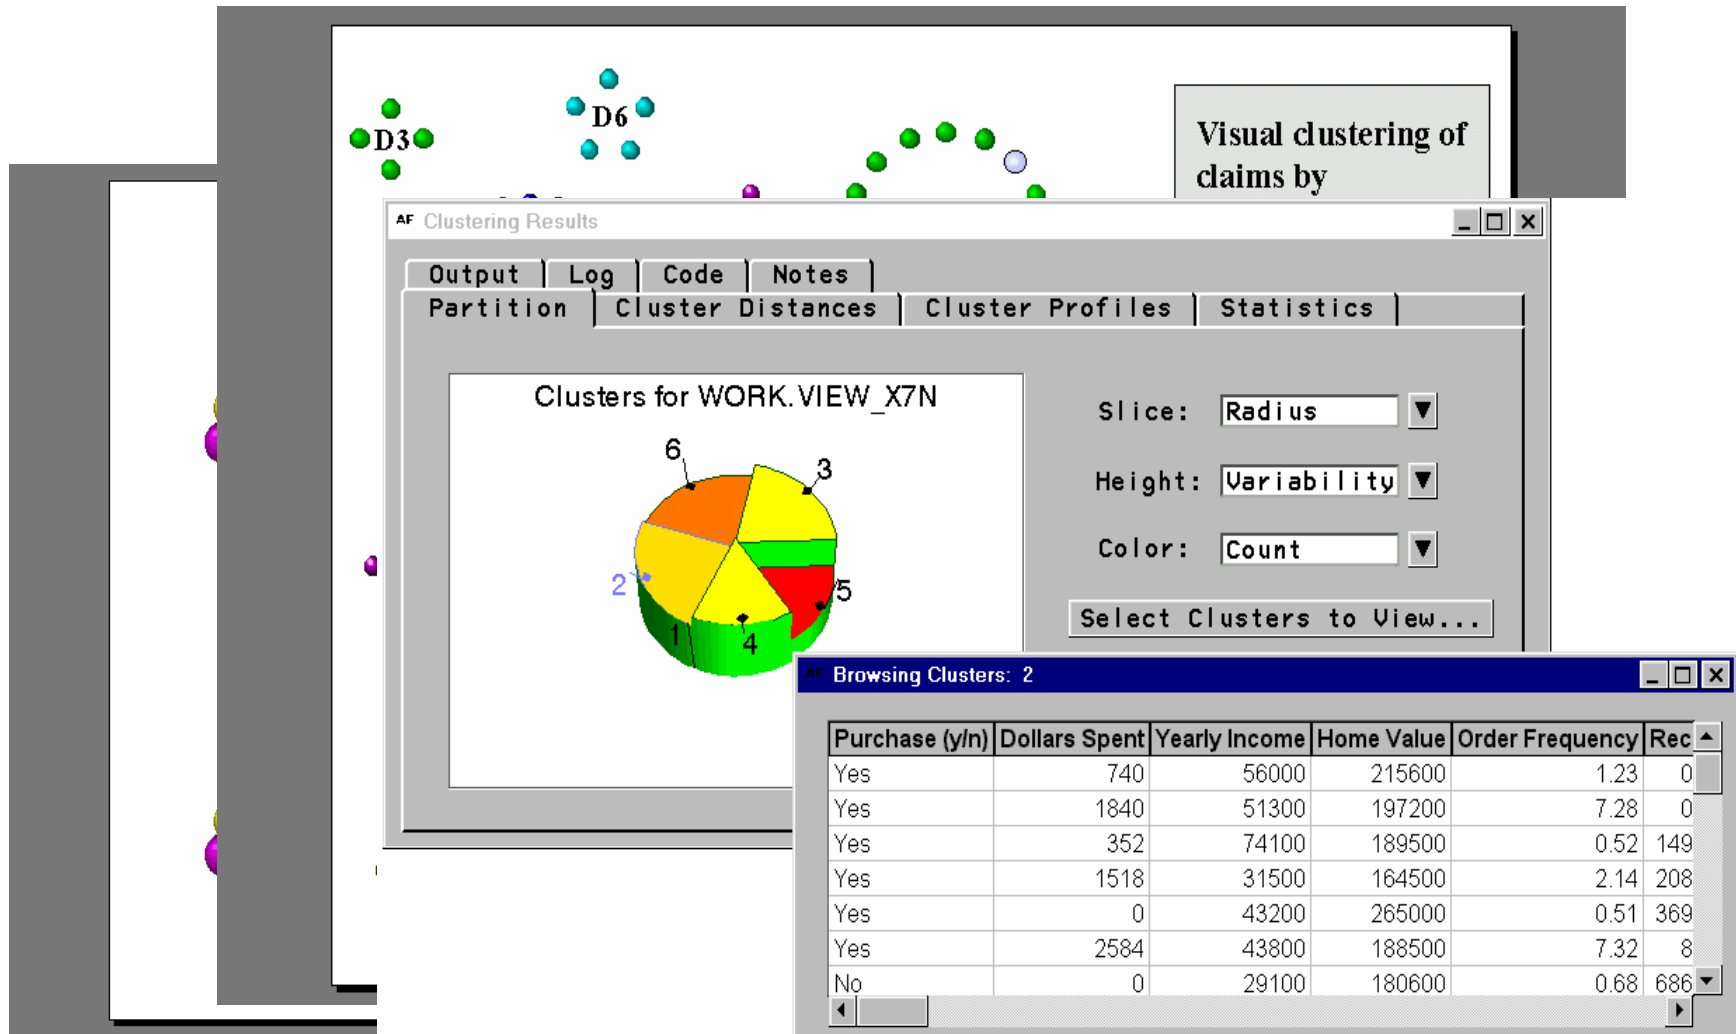 D3
D6
Visual clustering of
claims by
AF Clustering Results
Output Log Code Notes
Partition Cluster Distances Cluster Profiles Statistics
Clusters for WORK.VIEW_X7N
6
3
2
5
1
4
Slice: Radius
Height: Variability
Color: Count
Select Clusters to View...
AF Browsing Clusters: 2
Purchase (y/n) Dollars Spent Yearly Income Home Value Order Frequency Rec
Yes 740 56000 215600 1.23 0
Yes 1840 51300 197200 7.28 0
Yes 352 74100 189500 0.52 149
Yes 1518 31500 164500 2.14 208
Yes 0 43200 265000 0.51 369
Yes 2584 43800 188500 7.32 8
No 0 29100 180600 0.68 686